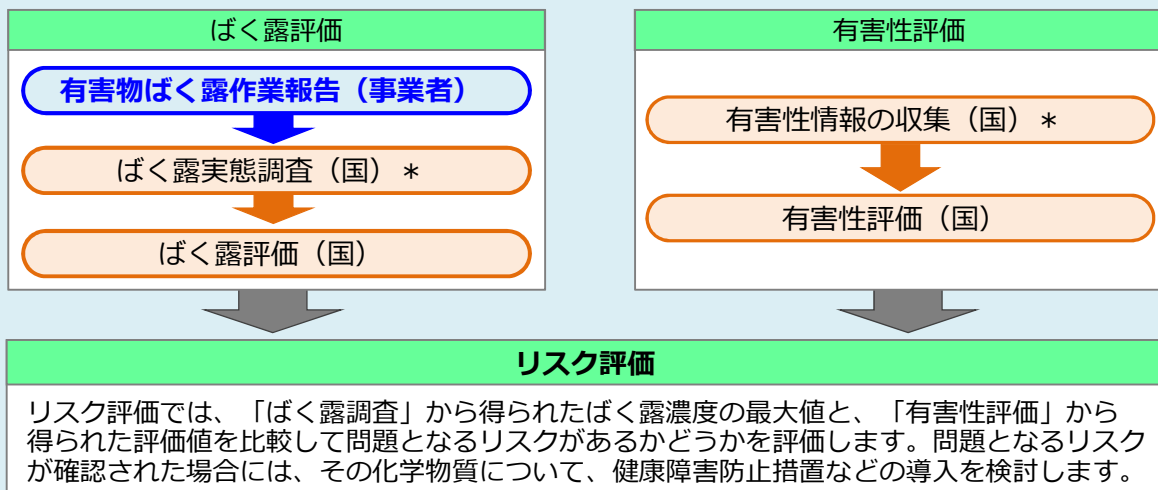 ばく露評価
有害物ばく露作業報告（事業者）
ばく露実態調査（国）＊
ばく露評価（国）
有害性評価
有害性情報の収集（国）＊
有害性評価（国）
リスク評価
リスク評価では、「ばく露調査」から得られたばく露濃度の最大値と、「有害性評価」から
得られた評価値を比較して問題となるリスクがあるかどうかを評価します。問題となるリスク
が確認された場合には、その化学物質について、健康障害防止措置などの導入を検討します。